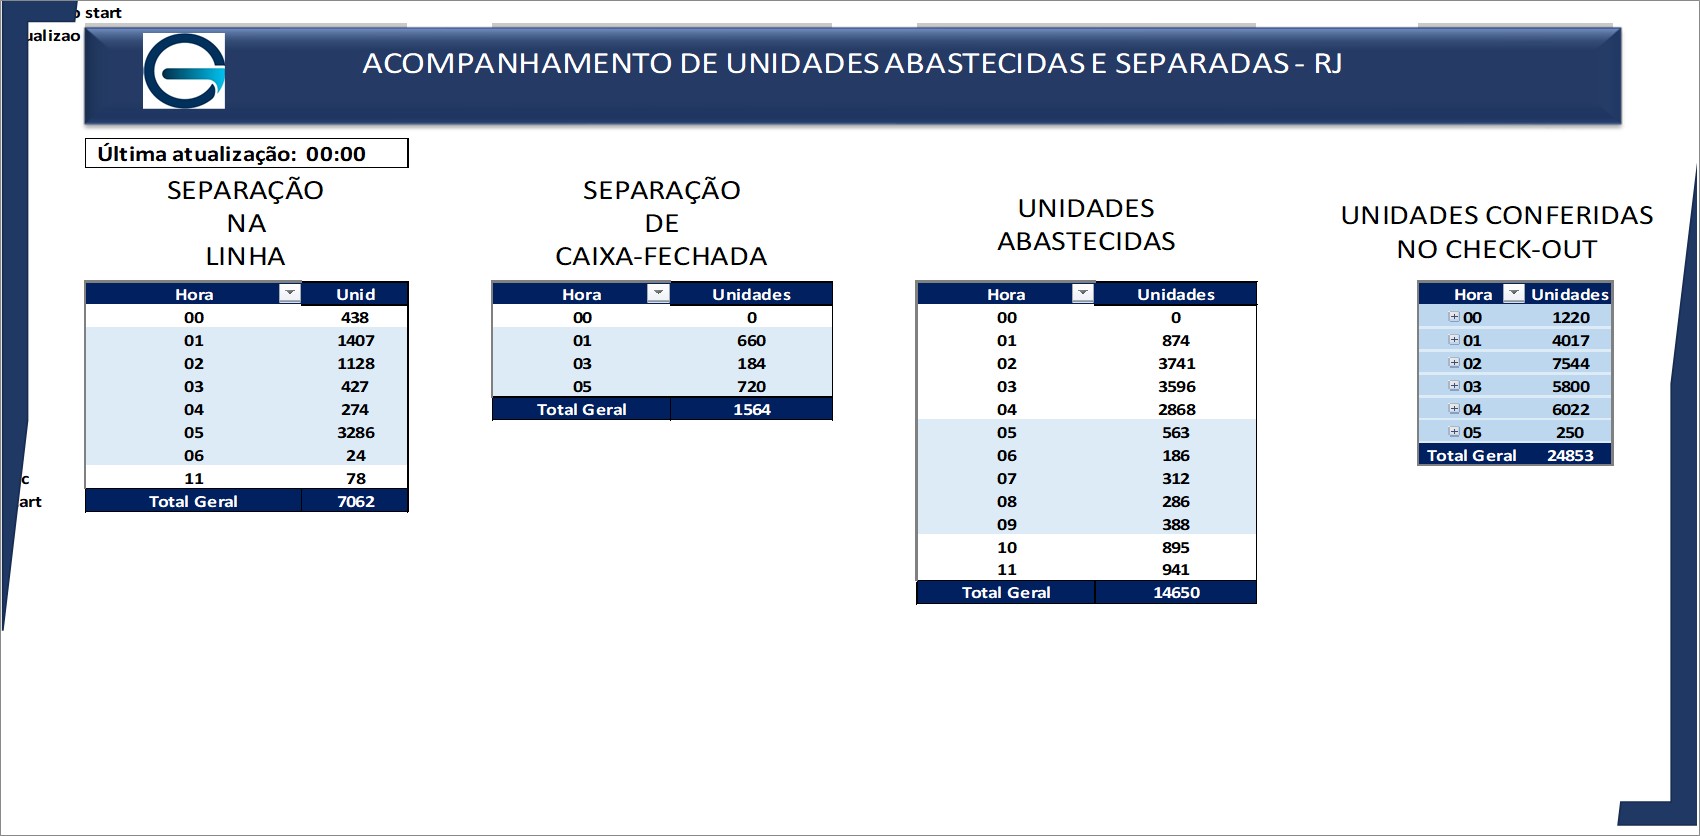 start
ualizao
ACOMPANHAMENTO DE UNIDADES ABASTECIDAS E SEPARADAS - RJ
Última atualização: 00:00
SEPARAÇÃO
NA
LINHA
Hora Unid
00 438
01 1407
02 1128
03 427
04 274
05 3286
06 24
11 78
Total Geral 7062
SEPARAÇÃO
DE
CAIXA-FECHADA
Hora Unidades
00 0
01 660
03 184
05 720
Total Geral 1564
UNIDADES
ABASTECIDAS
Hora Unidades
00 0
01 874
02 3741
03 3596
04 2868
05 563
06 186
07 312
08 286
09 388
10 895
11 941
Total Geral 14650
UNIDADES CONFERIDAS
NO CHECK-OUT
Hora Unidades
00 1220
01 4017
02 7544
03 5800
04 6022
05 250
Total Geral 24853
c
art